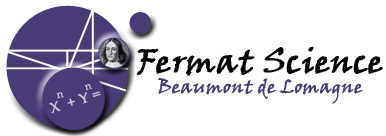 Fermat Science
Beaumont de Lomagne
Xⁿ + Yⁿ =